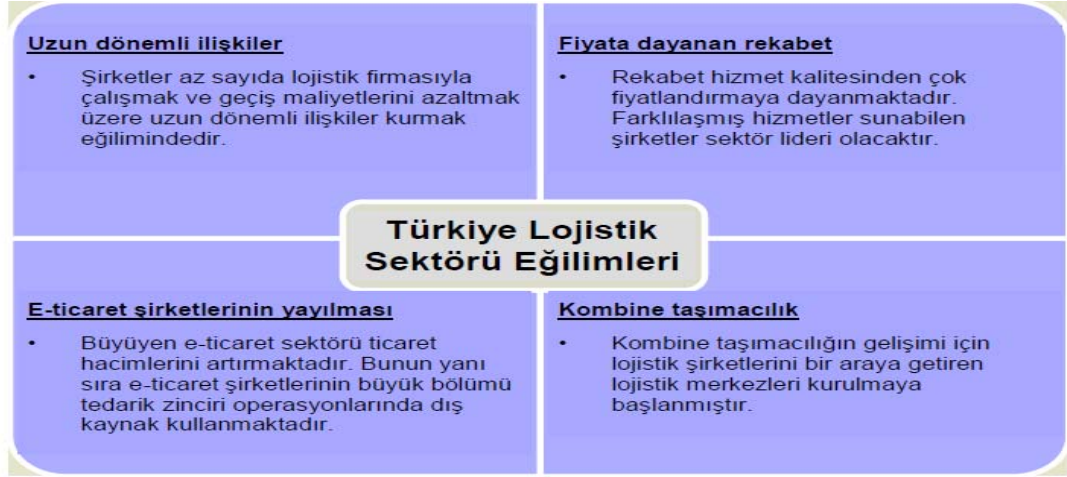 Uzun dönemli ilişkiler
• Şirketler az sayıda lojistik firmasıyla
çalışmak ve geçiş maliyetlerini azaltmak
üzere uzun dönemli ilişkiler kurmak
eğilimindedir.
Fiyata dayanan rekabet
• Rekabet hizmet kalitesinden çok
fiyatlandırmaya dayanmaktadır.
Farklılaşmış hizmetler sunabilen
şirketler sektör lideri olacaktır.
Türkiye Lojistik
Sektörü Eğilimleri
E-ticaret şirketlerinin yayılması
• Büyüyen e-ticaret sektörü ticaret
hacimlerini artırmaktadır. Bunun yanı
sıra e-ticaret şirketlerinin büyük bölümü
tedarik zinciri operasyonlarında dış
kaynak kullanmaktadır.
Kombine taşımacılık
• Kombine taşımacılığın gelişimi için
lojistik şirketlerini bir araya getiren
lojistik merkezleri kurulmaya
başlanmıştır.